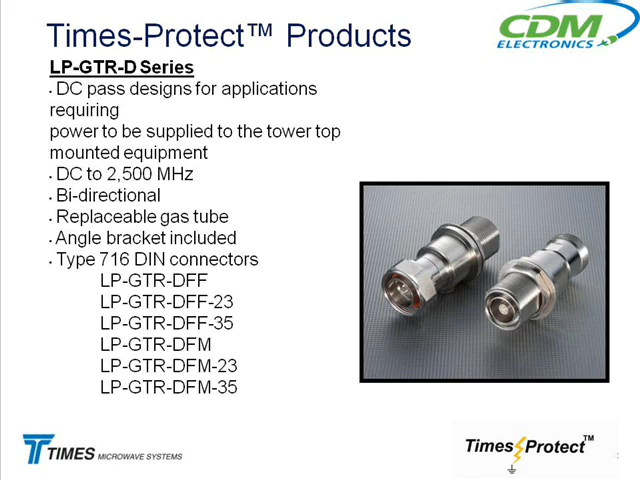 Times-Protect™ Products
CDM
ELECTRONICS
LP-GTR-D Series
• DC pass designs for applications
requiring
power to be supplied to the tower top
mounted equipment
• DC to 2,500 MHz
• Bi-directional
• Replaceable gas tube
• Angle bracket included
• Type 716 DIN connectors
LP-GTR-DFF
LP-GTR-DFF-23
LP-GTR-DFF-35
LP-GTR-DFM
LP-GTR-DFM-23
LP-GTR-DFM-35
TIMES MICROWAVE SYSTEMS
Times Protect™